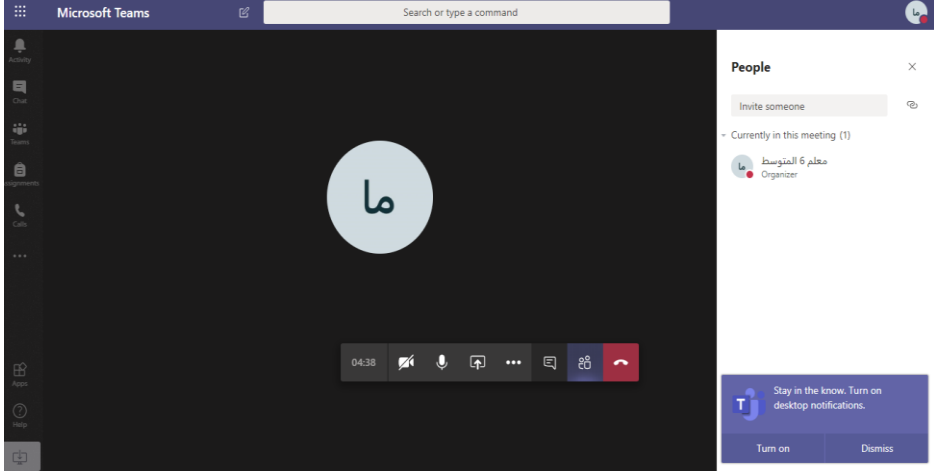 Microsoft Teams
Search or type a command
ما
Activity
Chat
Teams
Assignments
Calls
Apps
Help
ما
04:38
People
Invite someone
Currently in this meeting (1)
ما
معلم 6 المتوسط
Organizer
T
Stay in the know. Turn on
desktop notifications.
Turn on
Dismiss